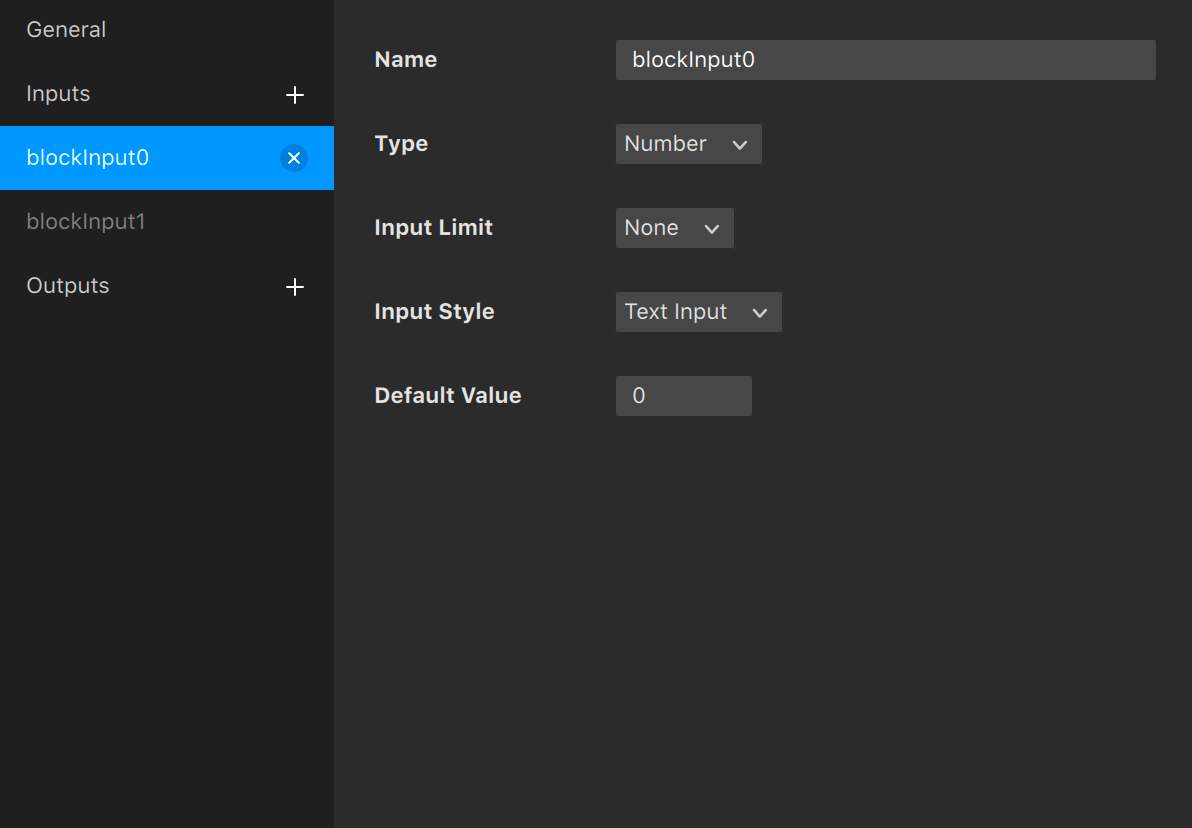 General
Inputs
blockInput0
blockInput1
Outputs
Name blockInput0
Type Number
Input Limit None
Input Style Text Input
Default Value 0